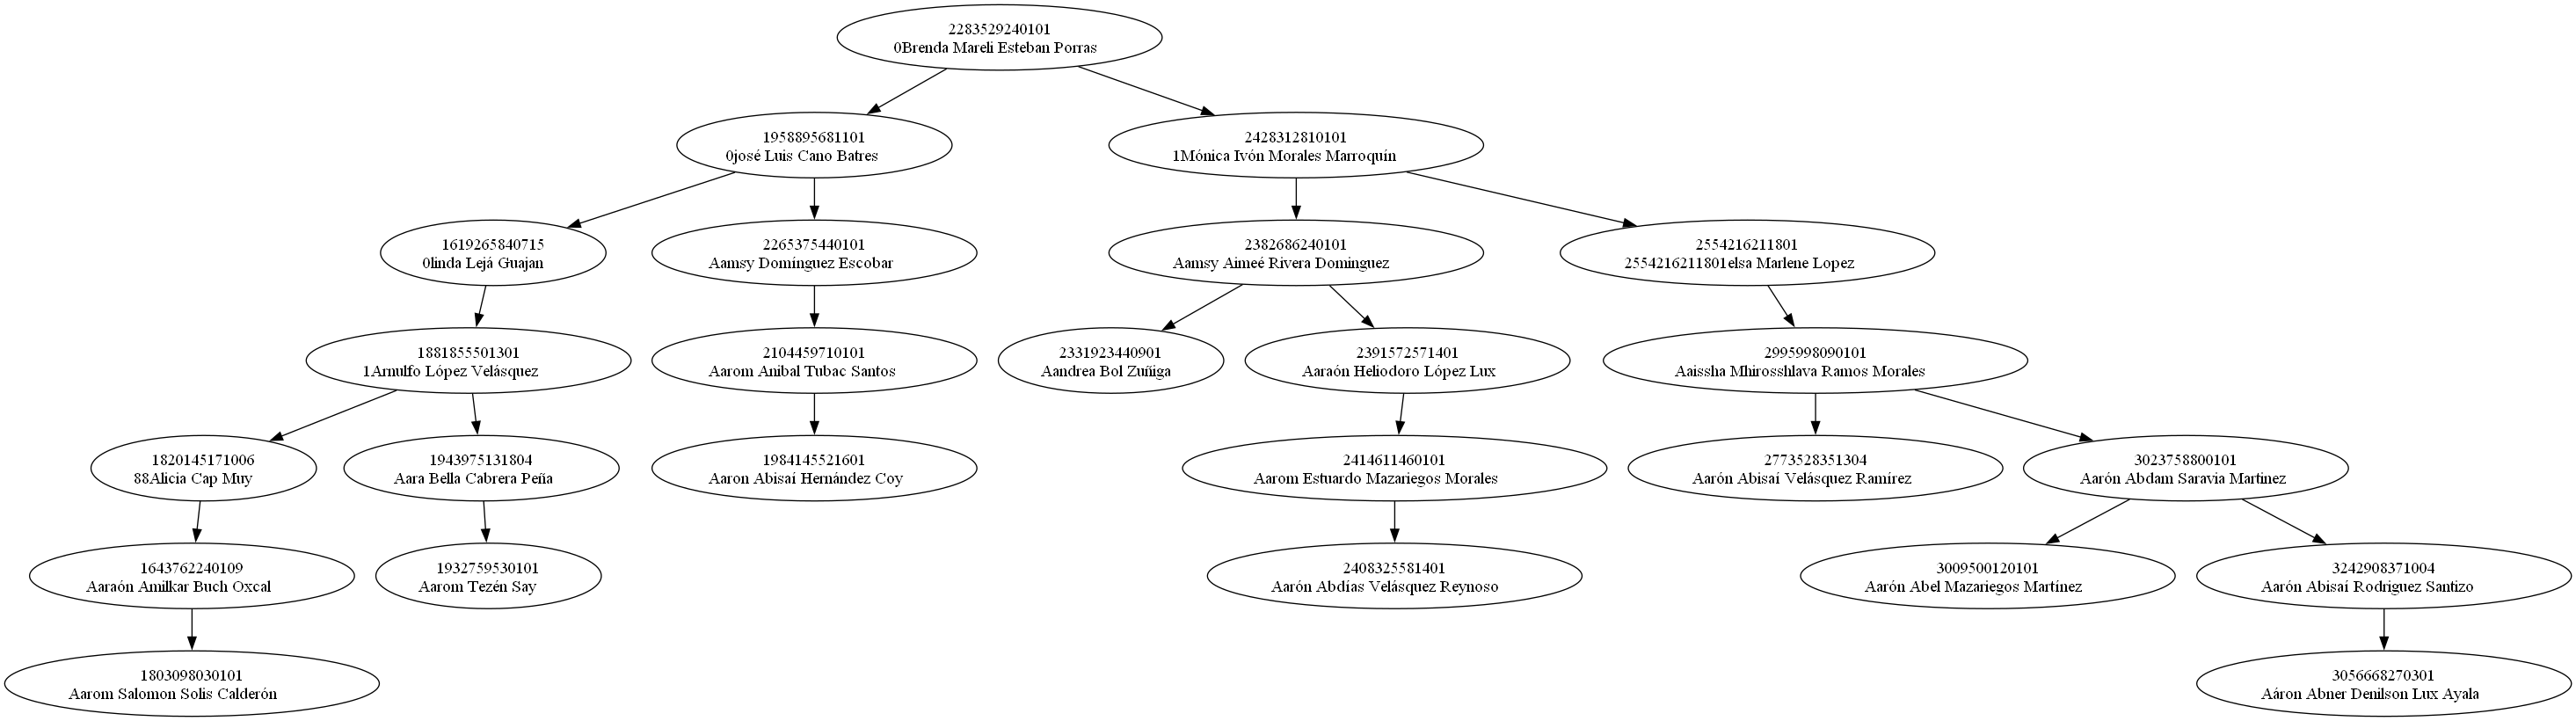 2283529240101
0Brenda Mareli Esteban Porras
1958895681101
0josé Luis Cano Batres
2428312810101
1Mónica Ivón Morales Marroquín
1619265840715
0linda Lejá Guajan
2265375440101
Aamsy Domínguez Escobar
2382686240101
Aamsy Aimeé Rivera Dominguez
2554216211801
2554216211801elsa Marlene Lopez
1881855501301
1Arnulfo López Velásquez
2104459710101
Aarom Anibal Tubac Santos
2331923440901
Aandrea Bol Zuñiga
2391572571401
Aaraón Heliodoro López Lux
2995998090101
Aaissha Mhirosshlava Ramos Morales
1820145171006
88Alicia Cap Muy
1943975131804
Aara Bella Cabrera Peña
1984145521601
Aaron Abisaí Hernández Coy
2414611460101
Aarom Estuardo Mazariegos Morales
2773528351304
Aarón Abisaí Velásquez Ramírez
3023758800101
Aarón Abdam Saravia Martinez
1643762240109
Aaraón Amilkar Buch Oxcal
1932759530101
Aarom Tezén Say
2408325581401
Aarón Abdías Velásquez Reynoso
3009500120101
Aarón Abel Mazariegos Martínez
3242908371004
Aarón Abisaí Rodriguez Santizo
1803098030101
Aarom Salomon Solis Calderón
3056668270301
Aáron Abner Denilson Lux Ayala